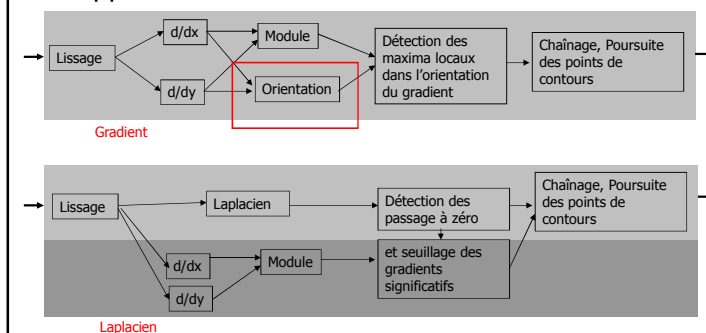 d/dx
Module
Lissage
Détection des
maxima locaux
dans l'orientation
du gradient
Chaînage, Poursuite
des points de
contours
d/dy
Orientation
Gradient
Lissage
Laplacien
Détection des
passage à zéro
Chaînage, Poursuite
des points de
contours
d/dx
Module
et seuillage des
gradients
significatifs
d/dy
Laplacien